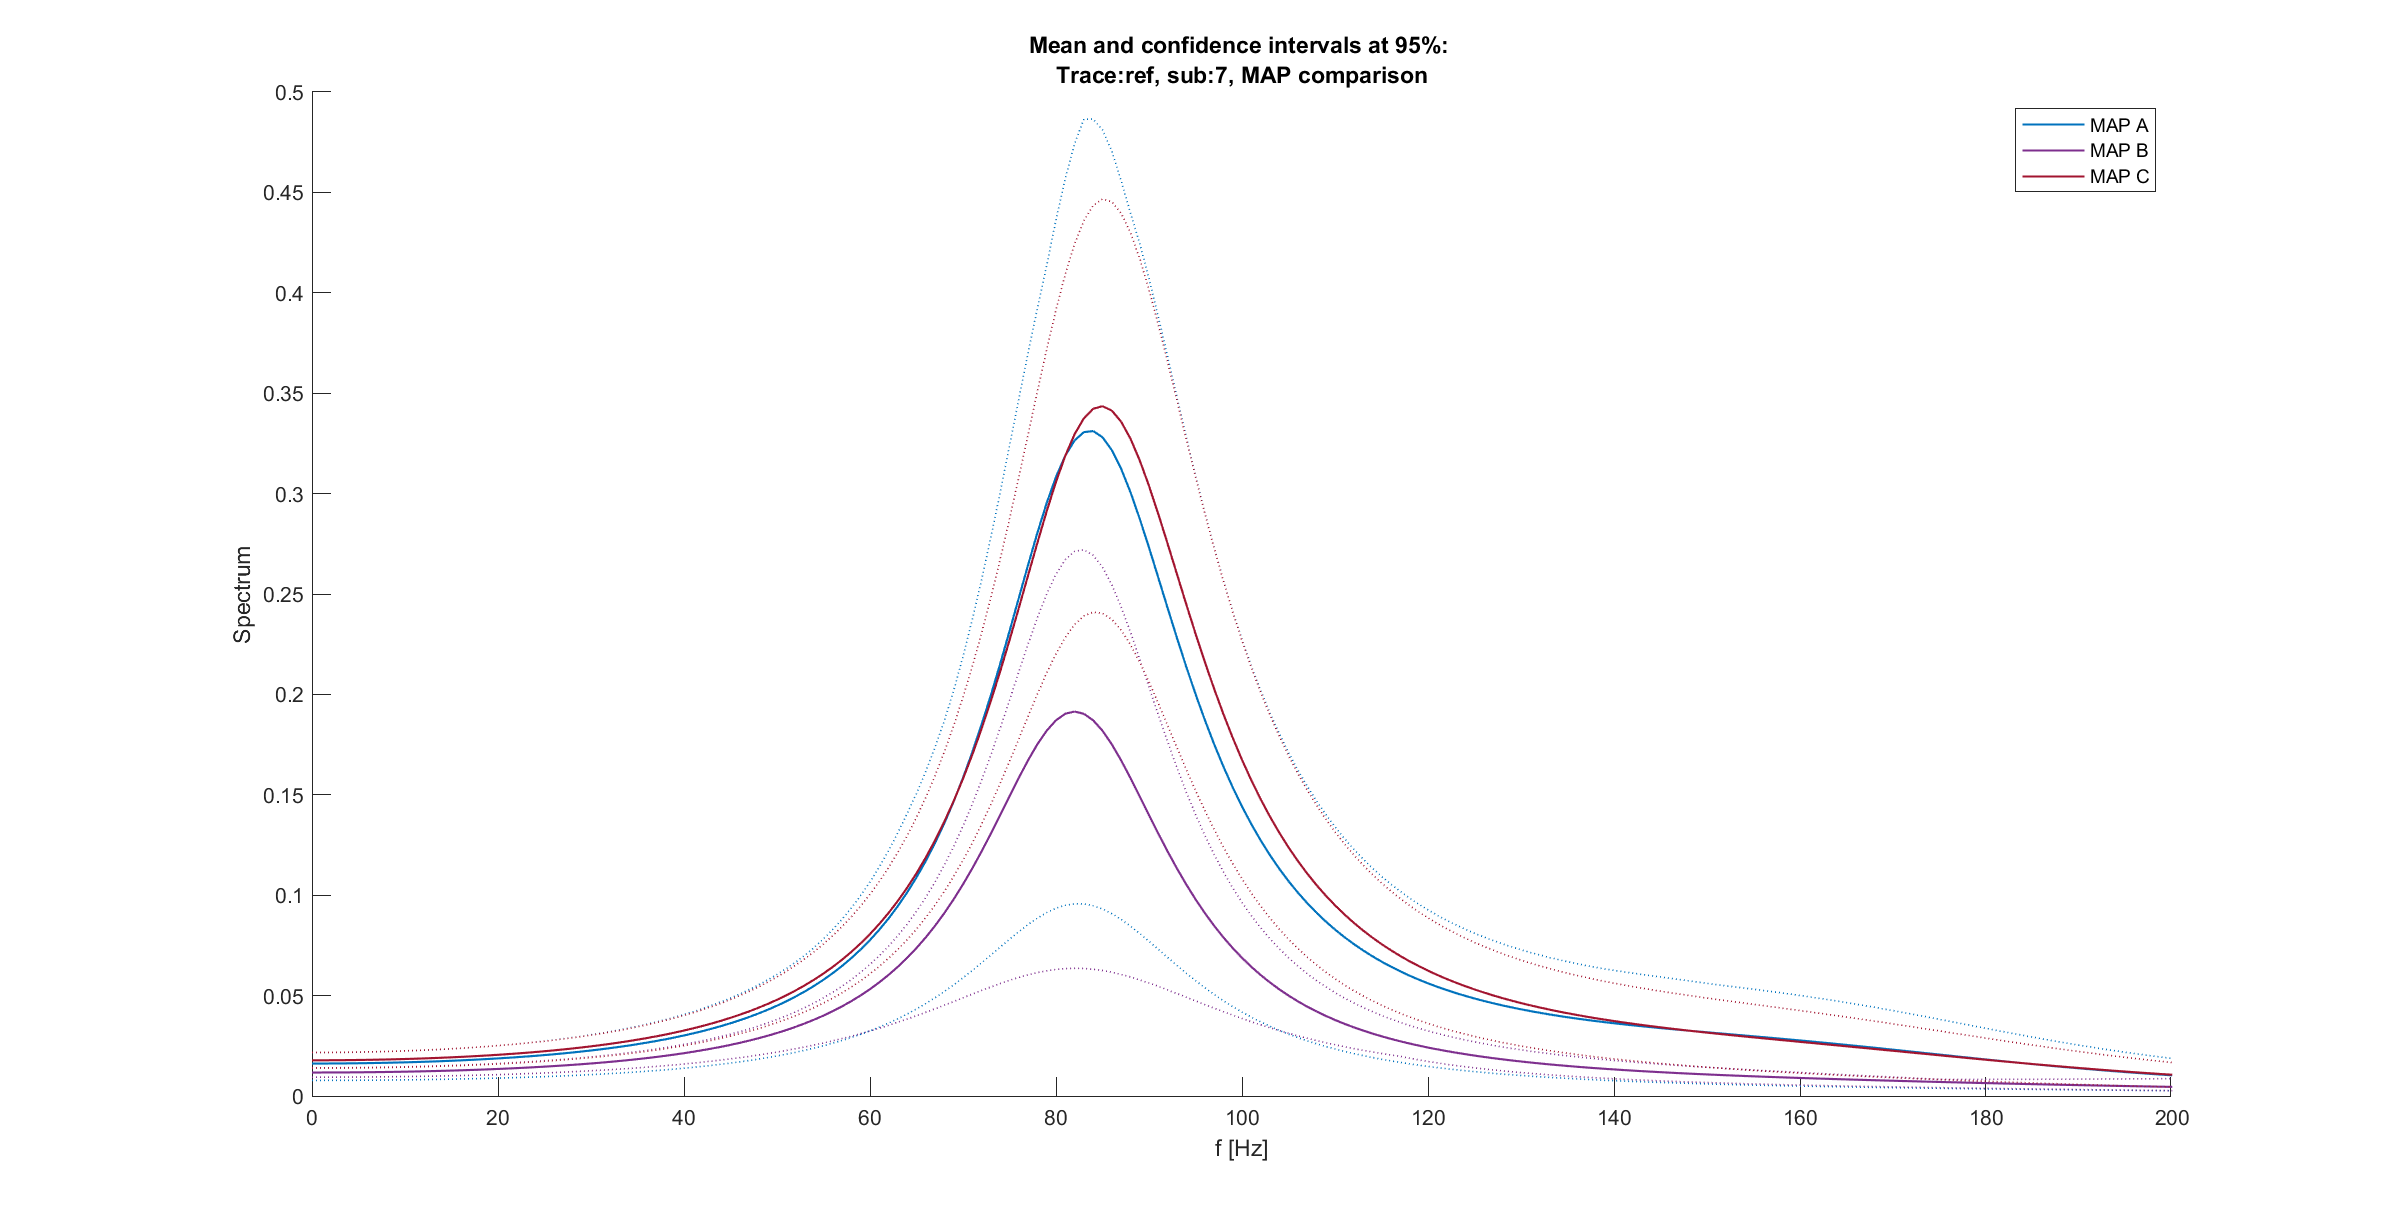 Mean and confidence intervals at 95%:
Trace:ref, sub:7, MAP comparison
MAP A
MAP B
MAP C
Spectrum
0.5
0.45
0.4
0.35
0.3
0.25
0.2
0.15
0.1
0.05
0
0 20 40 60 80 100 120 140 160 180 200
f [Hz]